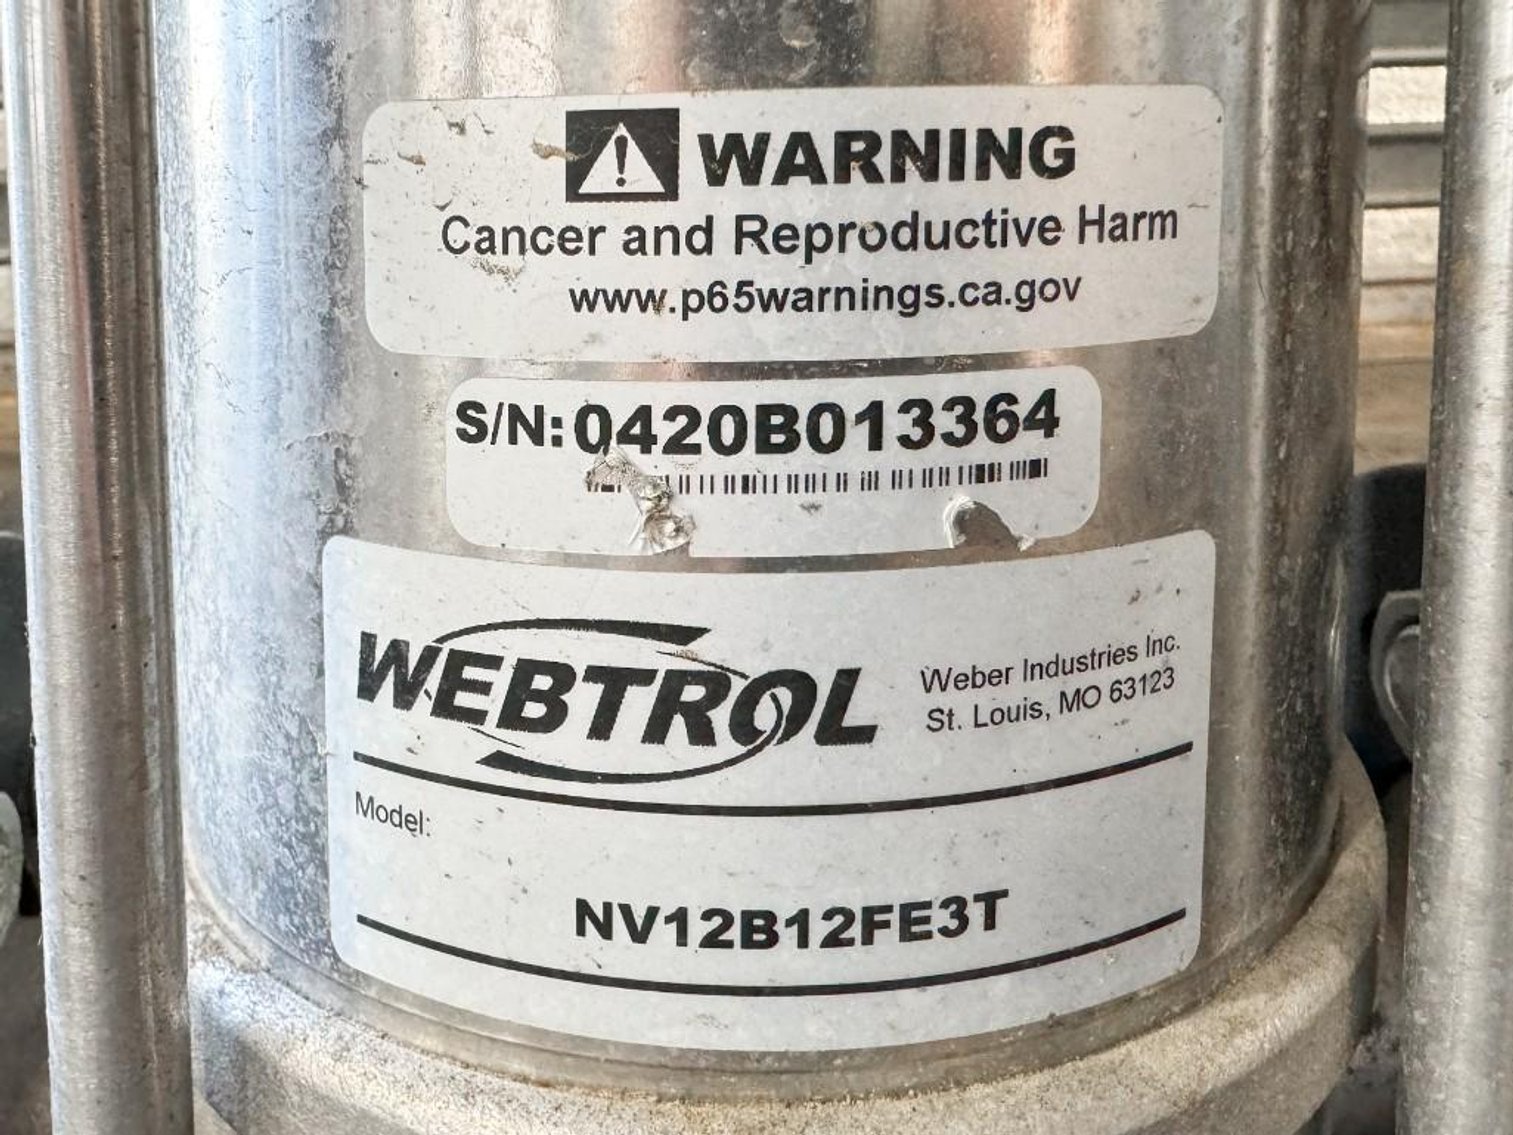 WARNING
Cancer and Reproductive Harm
www.p65warnings.ca.gov
S/N: 0420B013364
WEBTROL
Weber Industries Inc.
St. Louis, MO 63123
Model:
NV12B12FE3T